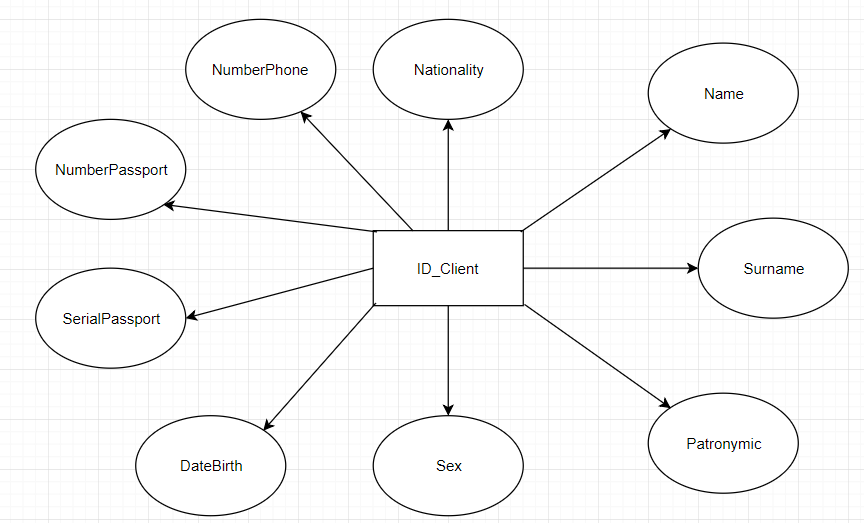 NumberPhone
Nationality
Name
NumberPassport
ID_Client
Surname
SerialPassport
DateBirth
Sex
Patronymic